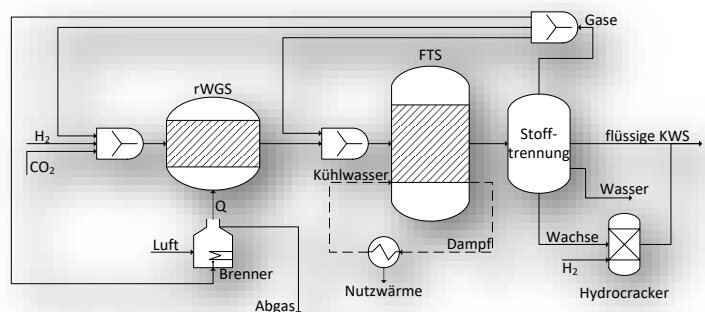 Gase
FTS
rWGS
H₂
CO₂
Stoff-
trennung
flüssige KWS
Kühlwasser
Wasser
Q
Luft
Brenner
Dampf
Wachse
H₂
Abgas
Nutzwärme
Hydrocracker